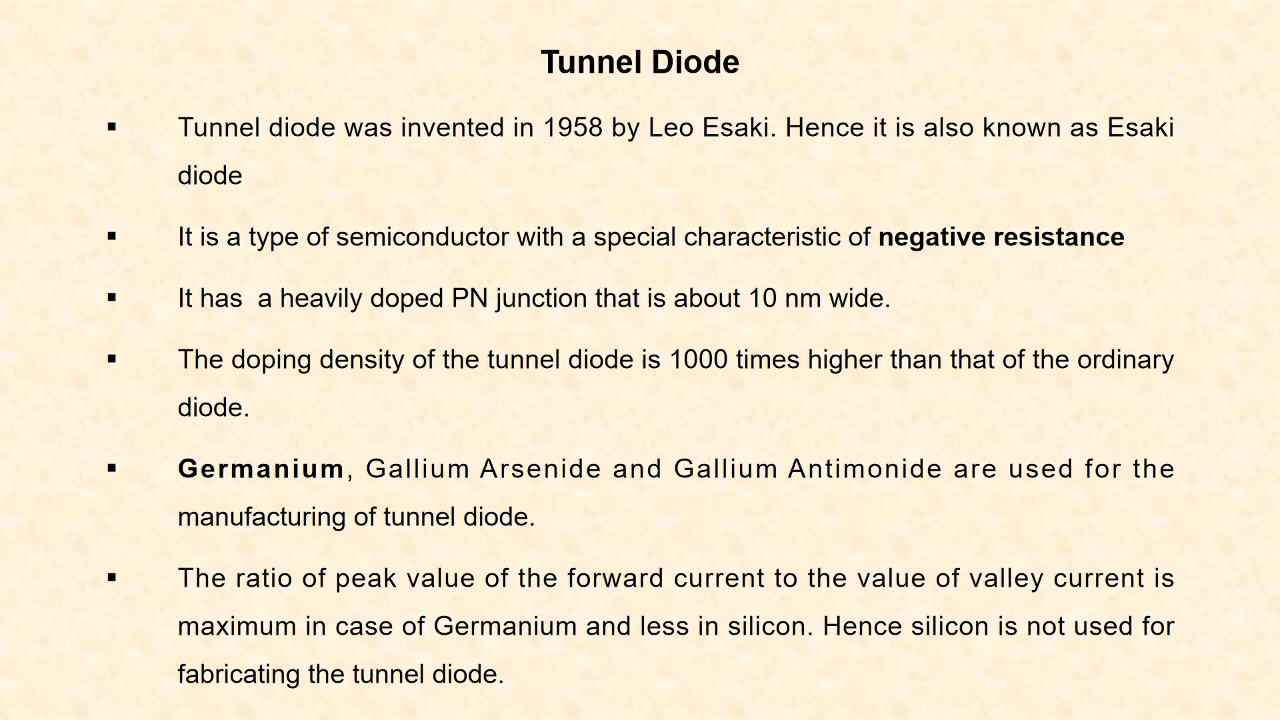 Tunnel Diode
▪ Tunnel diode was invented in 1958 by Leo Esaki. Hence it is also known as Esaki
diode
▪ It is a type of semiconductor with a special characteristic of negative resistance
▪ It has  a heavily doped PN junction that is about 10 nm wide.
▪ The doping density of the tunnel diode is 1000 times higher than that of the ordinary
diode.
▪ Germanium, Gallium Arsenide and Gallium Antimonide are used for the
manufacturing of tunnel diode.
▪ The ratio of peak value of the forward current to the value of valley current is
maximum in case of Germanium and less in silicon. Hence silicon is not used for
fabricating the tunnel diode.